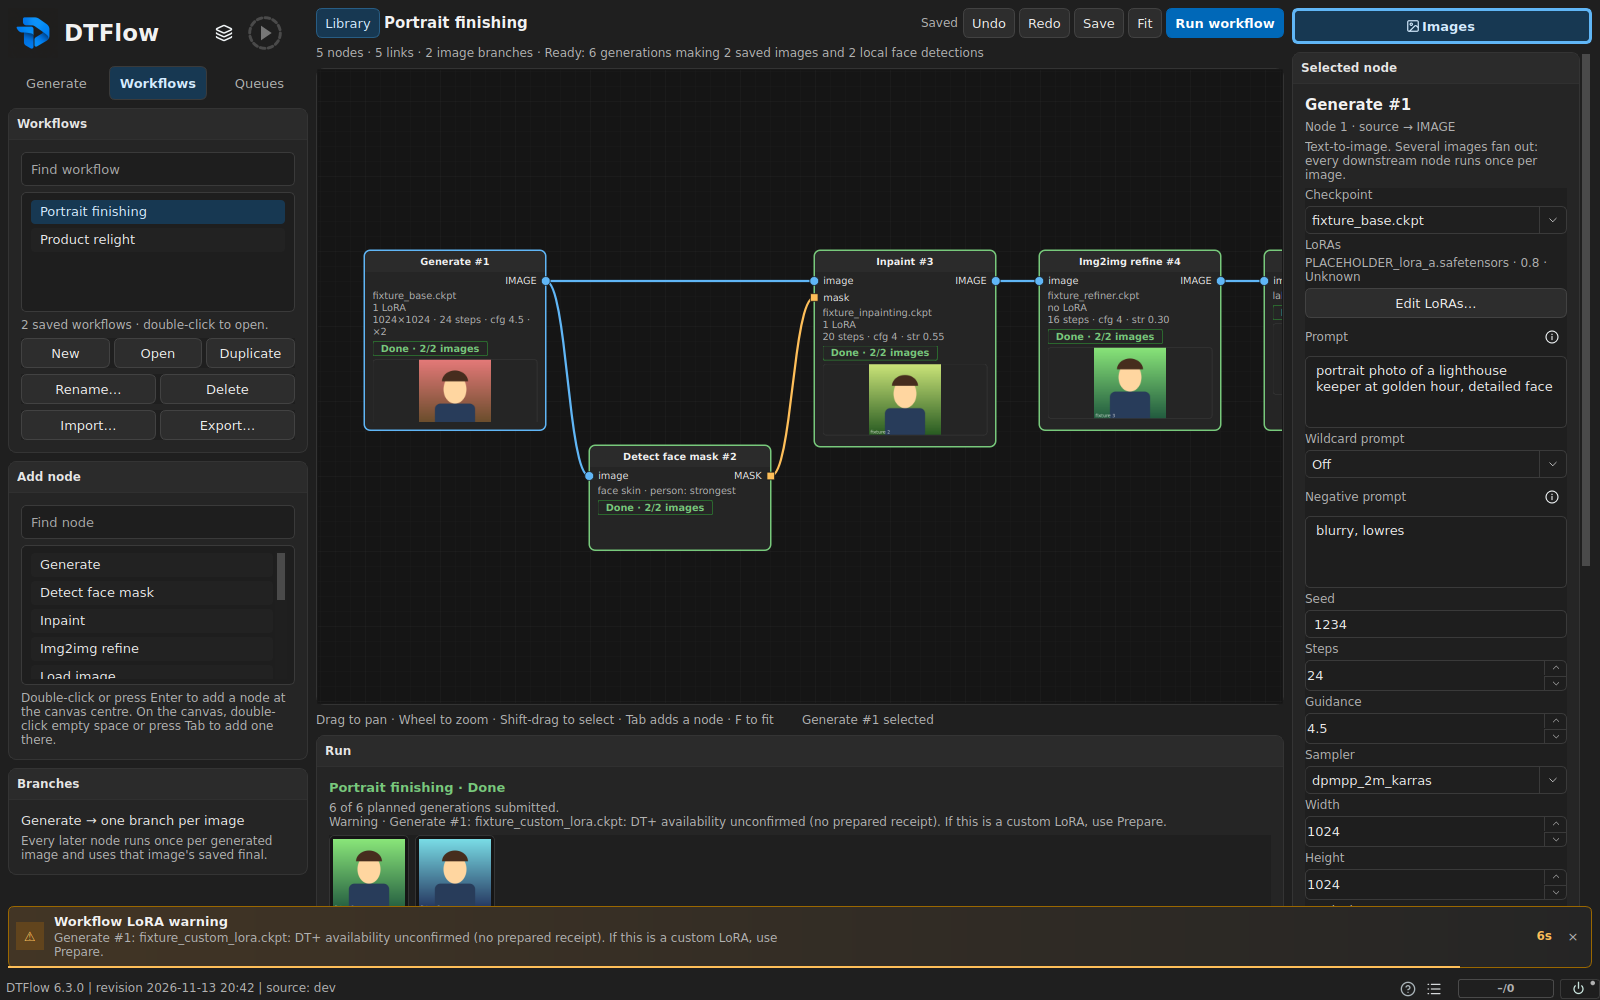 DTFlow
Generate
Workflows
Queues
Workflows
Find workflow
Portrait finishing
Product relight
2 saved workflows · double-click to open.
New
Open
Duplicate
Rename…
Delete
Import…
Export…
Add node
Find node
Generate
Detect face mask
Inpaint
Img2img refine
Load image
Double-click or press Enter to add a node at
the canvas centre. On the canvas, double-
click empty space or press Tab to add one
there.
Branches
Generate → one branch per image
Every later node runs once per generated
image and uses that image's saved final.
Library
Portrait finishing
Saved
Undo
Redo
Save
Fit
Run workflow
5 nodes · 5 links · 2 image branches · Ready: 6 generations making 2 saved images and 2 local face detections
Generate #1
IMAGE
fixture_base.ckpt
1 LoRA
1024×1024 · 24 steps · cfg 4.5 ·
×2
Done · 2/2 images
Detect face mask #2
image
MASK
face skin · person: strongest
Done · 2/2 images
Inpaint #3
image
IMAGE
mask
fixture_inpainting.ckpt
1 LoRA
20 steps · cfg 4 · str 0.55
Done · 2/2 images
fixture 2
Img2img refine #4
image
IMAGE
fixture_refiner.ckpt
no LoRA
16 steps · cfg 4 · str 0.30
Done · 2/2 images
Drag to pan · Wheel to zoom · Shift-drag to select · Tab adds a node · F to fit
Generate #1 selected
Run
Portrait finishing · Done
6 of 6 planned generations submitted.
Warning · Generate #1: fixture_custom_lora.ckpt: DT+ availability unconfirmed (no prepared receipt). If this is a custom LoRA, use Prepare.
Images
Selected node
Generate #1
Node 1 · source → IMAGE
Text-to-image. Several images fan out:
every downstream node runs once per
image.
Checkpoint
fixture_base.ckpt
LoRAs
PLACEHOLDER_lora_a.safetensors · 0.8 ·
Unknown
Edit LoRAs…
Prompt
portrait photo of a lighthouse
keeper at golden hour, detailed face
Wildcard prompt
Off
Negative prompt
blurry, lowres
Seed
1234
Steps
24
Guidance
4.5
Sampler
dpmpp_2m_karras
Width
1024
Height
1024
Workflow LoRA warning
Generate #1: fixture_custom_lora.ckpt: DT+ availability unconfirmed (no prepared receipt). If this is a custom LoRA, use
Prepare.
6s
×
DTFlow 6.3.0 | revision 2026-11-13 20:42 | source: dev
–/0